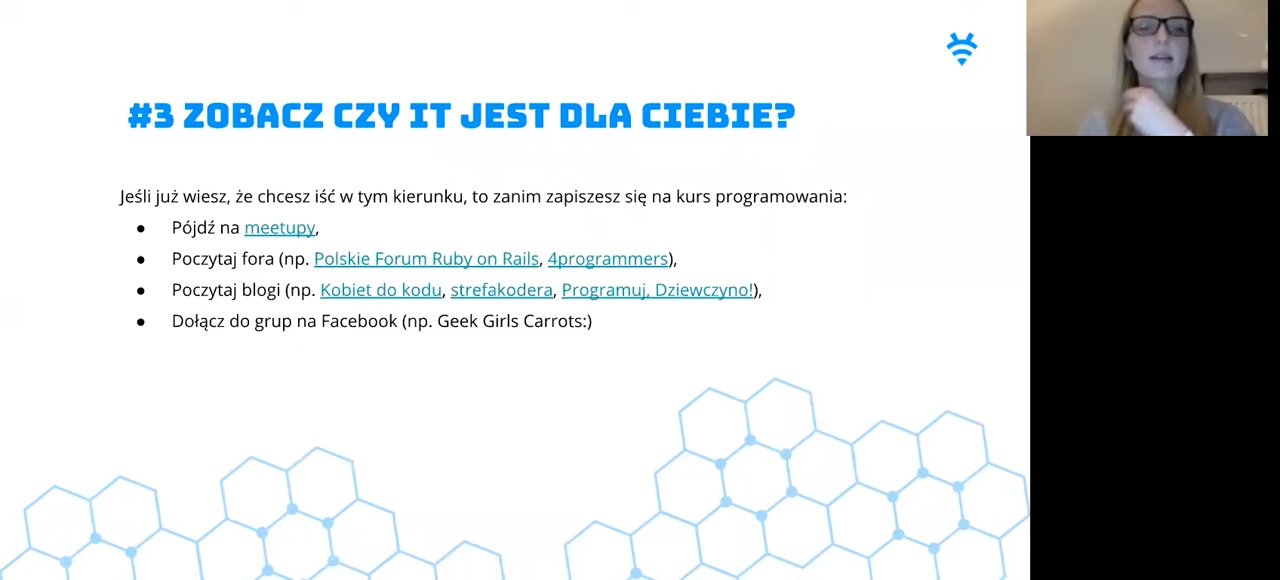 #3 ZOBACZ CZY IT JEST DLA CIEBIE?
Jeśli już wiesz, że chcesz iść w tym kierunku, to zanim zapiszesz się na kurs programowania:
● Pójdź na meetupy,
● Poczytaj fora (np. Polskie Forum Ruby on Rails, 4programmers),
● Poczytaj blogi (np. Kobiet do kodu, strefakodera, Programuj, Dziewczyno!),
● Dołącz do grup na Facebook (np. Geek Girls Carrots:)